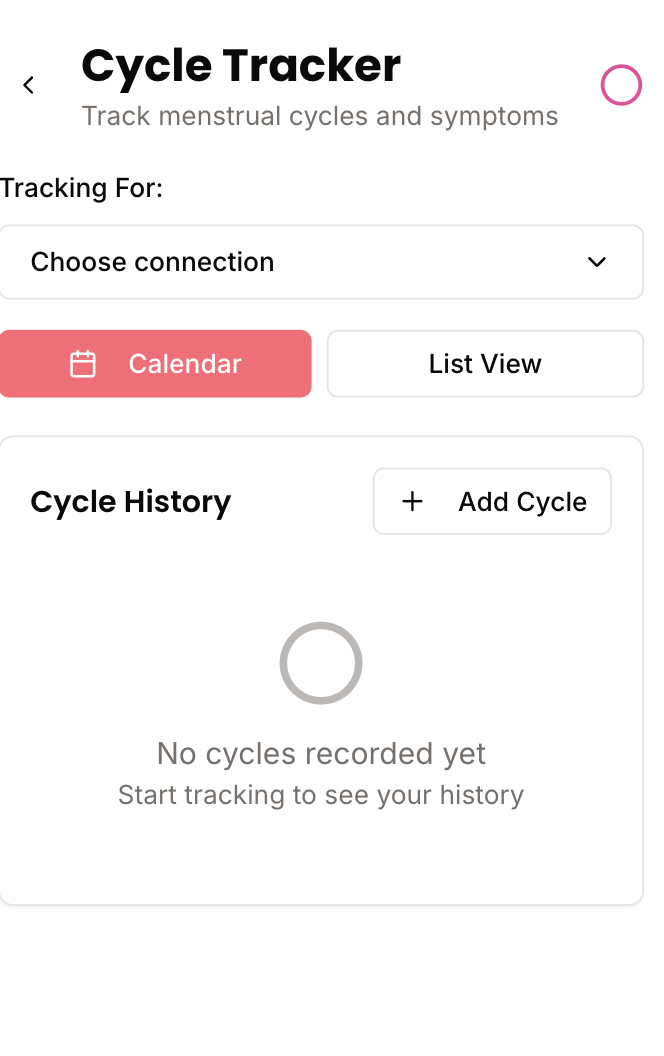 Cycle Tracker
Track menstrual cycles and symptoms
Tracking For:
Choose connection
Calendar
List View
Cycle History
Add Cycle
No cycles recorded yet
Start tracking to see your history